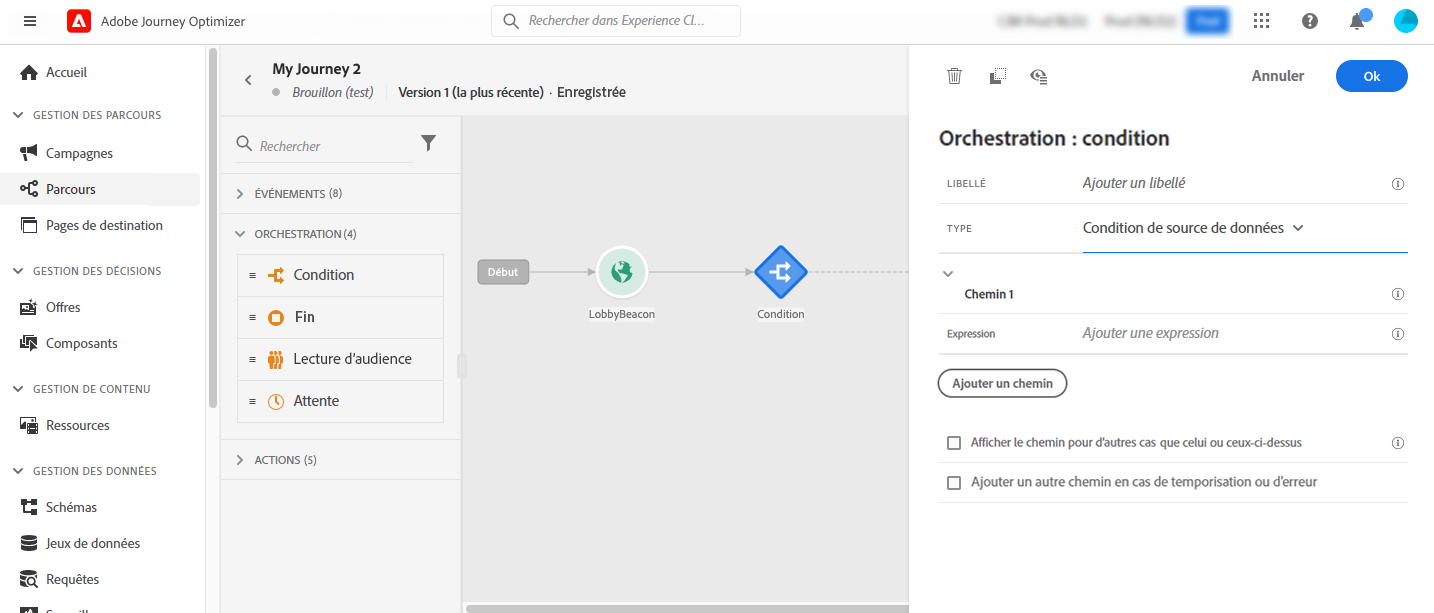 Adobe Journey Optimizer
Rechercher dans Experience Cl...
Accueil
GESTION DES PARCOURS
Campagnes
Parcours
Pages de destination
GESTION DES DÉCISIONS
Offres
Composants
GESTION DE CONTENU
Ressources
GESTION DES DONNÉES
Schémas
Jeux de données
Requêtes
My Journey 2
Brouillon (test)
Version 1 (la plus récente) · Enregistrée
Rechercher
ÉVÉNEMENTS (8)
ORCHESTRATION (4)
Condition
Fin
Lecture d'audience
Attente
ACTIONS (5)
Début
LobbyBeacon
Condition
Annuler
Ok
Orchestration : condition
LIBELLÉ Ajouter un libellé
TYPE Condition de source de données
Chemin 1
Expression Ajouter une expression
Ajouter un chemin
Afficher le chemin pour d'autres cas que celui ou ceux-ci-dessus
Ajouter un autre chemin en cas de temporisation ou d'erreur